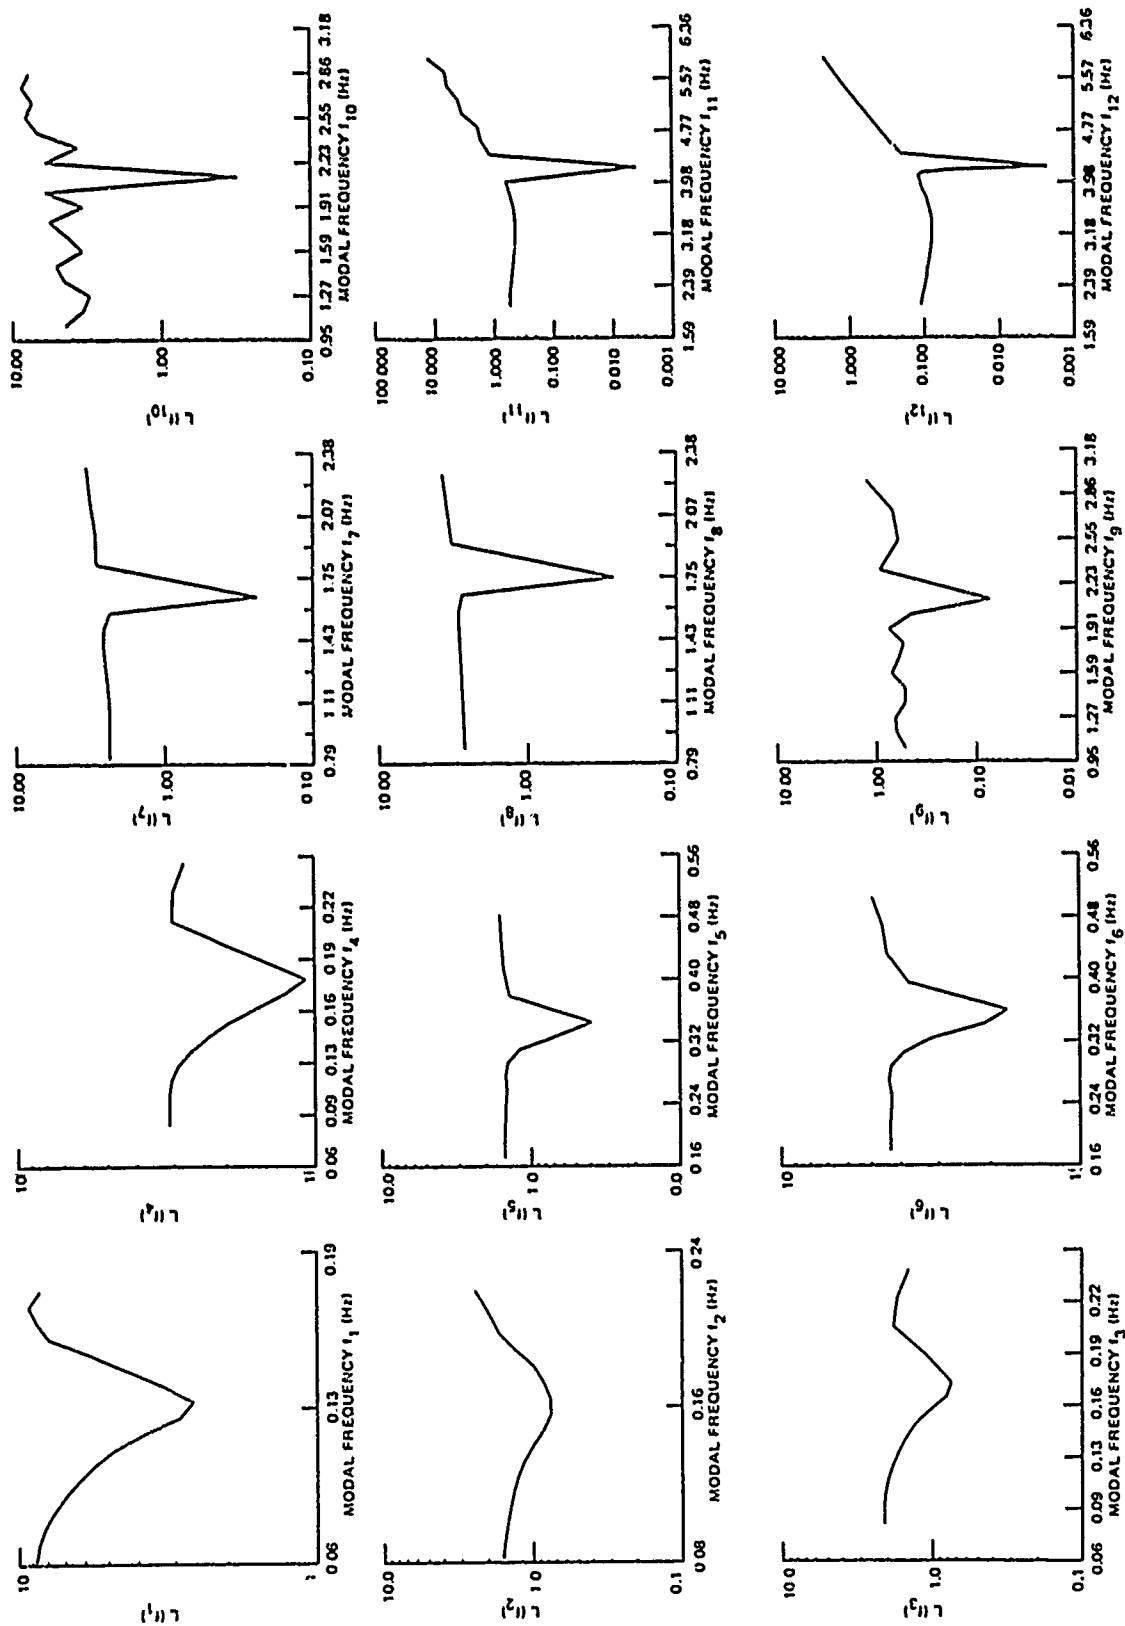 10
L (f1)
1
0.06 0.13 0.19
MODAL FREQUENCY f1 (Hz)
10
L (f4)
0.06 0.09 0.13 0.16 0.19 0.22
MODAL FREQUENCY f4 (Hz)
10.00
L (f7)
1.00
0.10
0.79 1.11 1.43 1.75 2.07 2.38
MODAL FREQUENCY f7 (Hz)
10.00
L (f10)
1.00
0.10
0.95 1.27 1.59 1.91 2.23 2.55 2.86 3.18
MODAL FREQUENCY f10 (Hz)
10.0
L (f2)
1.0
0.1
0.08 0.16 0.24
MODAL FREQUENCY f2 (Hz)
10.0
L (f5)
1.0
0.0
0.16 0.24 0.32 0.40 0.48 0.56
MODAL FREQUENCY f5 (Hz)
10.00
L (f8)
1.00
0.10
0.79 1.11 1.43 1.75 2.07 2.38
MODAL FREQUENCY f8 (Hz)
100.000
L (f11)
10.000
1.000
0.100
0.010
0.001
1.59 2.39 3.18 3.98 4.77 5.57 6.36
MODAL FREQUENCY f11 (Hz)
10.0
L (f3)
1.0
0.1
0.06 0.09 0.13 0.16 0.19 0.22
MODAL FREQUENCY f3 (Hz)
10
L (f6)
0.16 0.24 0.32 0.40 0.48 0.56
MODAL FREQUENCY f6 (Hz)
10.00
L (f9)
1.00
0.10
0.01
0.95 1.27 1.59 1.91 2.23 2.55 2.86 3.18
MODAL FREQUENCY f9 (Hz)
10.000
L (f12)
1.000
0.100
0.010
0.001
1.59 2.39 3.18 3.98 4.77 5.57 6.36
MODAL FREQUENCY f12 (Hz)